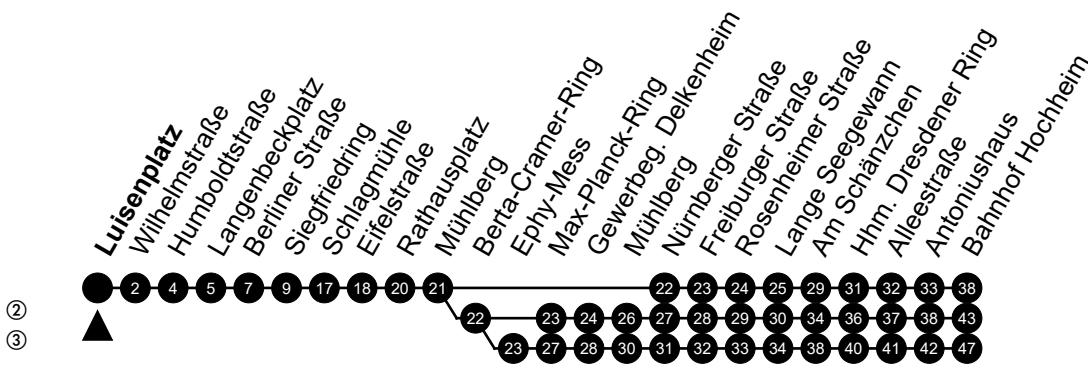 Luisenplatz
Wilhelmstraße
Humboldtstraße
Langenbeckplatz
Berliner Straße
Siegfriedring
Schlagmühle
Eifelstraße
Rathausplatz
Mühlberg
Berta-Cramer-Ring
Ephy-Mess
Max-Planck-Ring
Gewerbeg. Delkenheim
Mühlberg
Nürnberger Straße
Freiburger Straße
Rosenheimer Straße
Lange Seegewann
Am Schänzchen
Hhm. Dresdener Ring
Alleestraße
Antoniushaus
Bahnhof Hochheim
2 4 5 7 9 17 18 20 21 22 23 24 25 29 31 32 33 38
② 22 23 24 26 27 28 29 30 34 36 37 38 43
③ 23 27 28 30 31 32 33 34 38 40 41 42 47